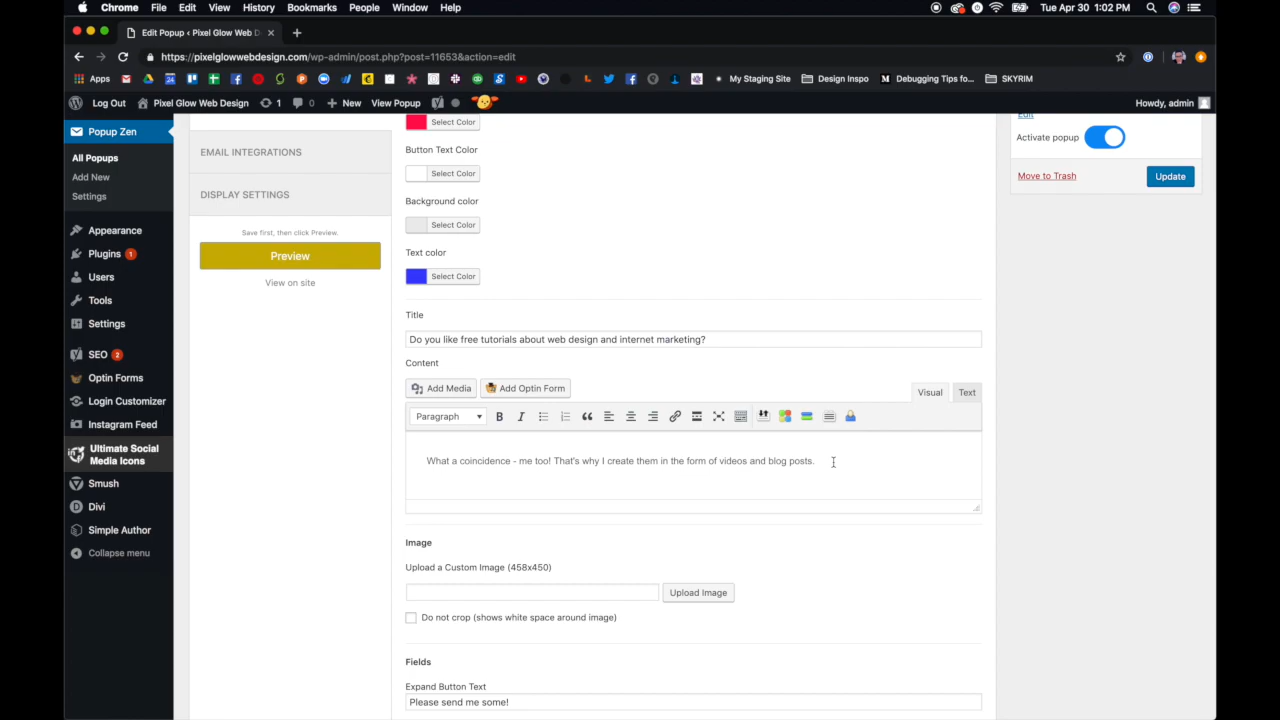 Chrome File Edit View History Bookmarks People Window Help Tue Apr 30 1:02 PM
Edit Popup ‹ Pixel Glow Web D
https://pixelglowwebdesign.com/wp-admin/post.php?post=11653&action=edit
Apps My Staging Site Design Inspo Debugging Tips fo... SKYRIM
Log Out Pixel Glow Web Design 1 0 New View Popup Howdy, admin
Popup Zen
All Popups
Add New
Settings
Appearance
Plugins 1
Users
Tools
Settings
SEO 2
Optin Forms
Login Customizer
Instagram Feed
Ultimate Social
Media Icons
Smush
Divi
Simple Author
Collapse menu
EMAIL INTEGRATIONS
DISPLAY SETTINGS
Save first, then click Preview.
Preview
View on site
Select Color
Button Text Color
Select Color
Background color
Select Color
Text color
Select Color
Title
Do you like free tutorials about web design and internet marketing?
Content
Add Media Add Optin Form
Visual Text
Paragraph
What a coincidence - me too! That's why I create them in the form of videos and blog posts.
Image
Upload a Custom Image (458x450)
Upload Image
Do not crop (shows white space around image)
Fields
Expand Button Text
Please send me some!
Edit
Activate popup
Move to Trash Update